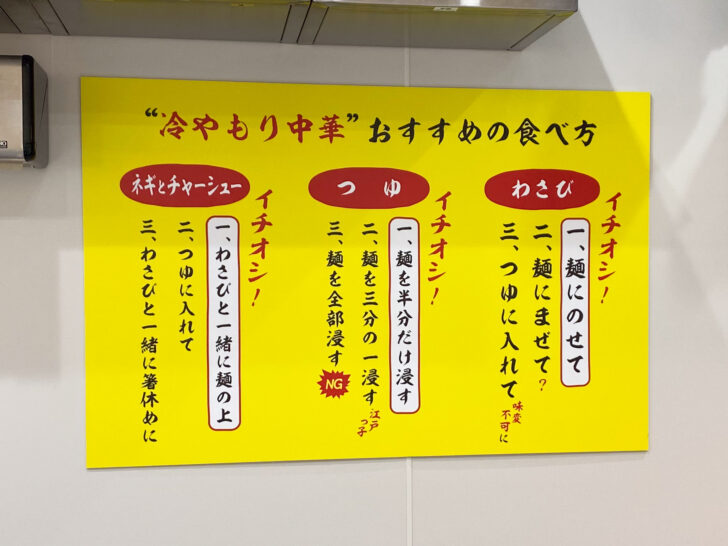 “冷やもり中華”おすすめの食べ方
わさび
イチオシ！
一、麺にのせて
二、麺にまぜて？
三、つゆに入れて 味変不可に
つゆ
イチオシ！
一、麺を半分だけ浸す
二、麺を三分の一浸す 江戸っ子
三、麺を全部浸す NG
ネギとチャーシュー
イチオシ！
一、わさびと一緒に麺の上
二、つゆに入れて
三、わさびと一緒に箸休めに